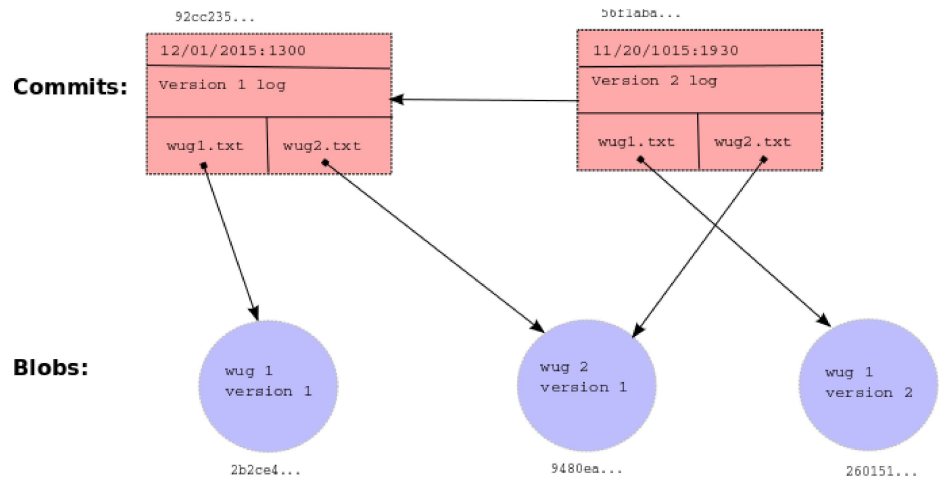 92cc235...
56f1aba...
12/01/2015:1300
11/20/1015:1930
Commits:
Version 1 log
Version 2 log
wug1.txt
wug2.txt
wug1.txt
wug2.txt
Blobs:
wug 1
version 1
wug 2
version 1
wug 1
version 2
2b2ce4...
9480ea...
260151...